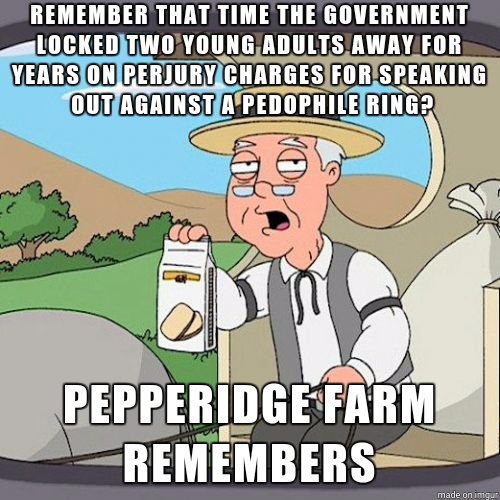 REMEMBER THAT TIME THE GOVERNMENT
LOCKED TWO YOUNG ADULTS AWAY FOR
YEARS ON PERJURY CHARGES FOR SPEAKING
OUT AGAINST A PEDOPHILE RING?
PEPPERIDGE FARM
REMEMBERS
made on imgur